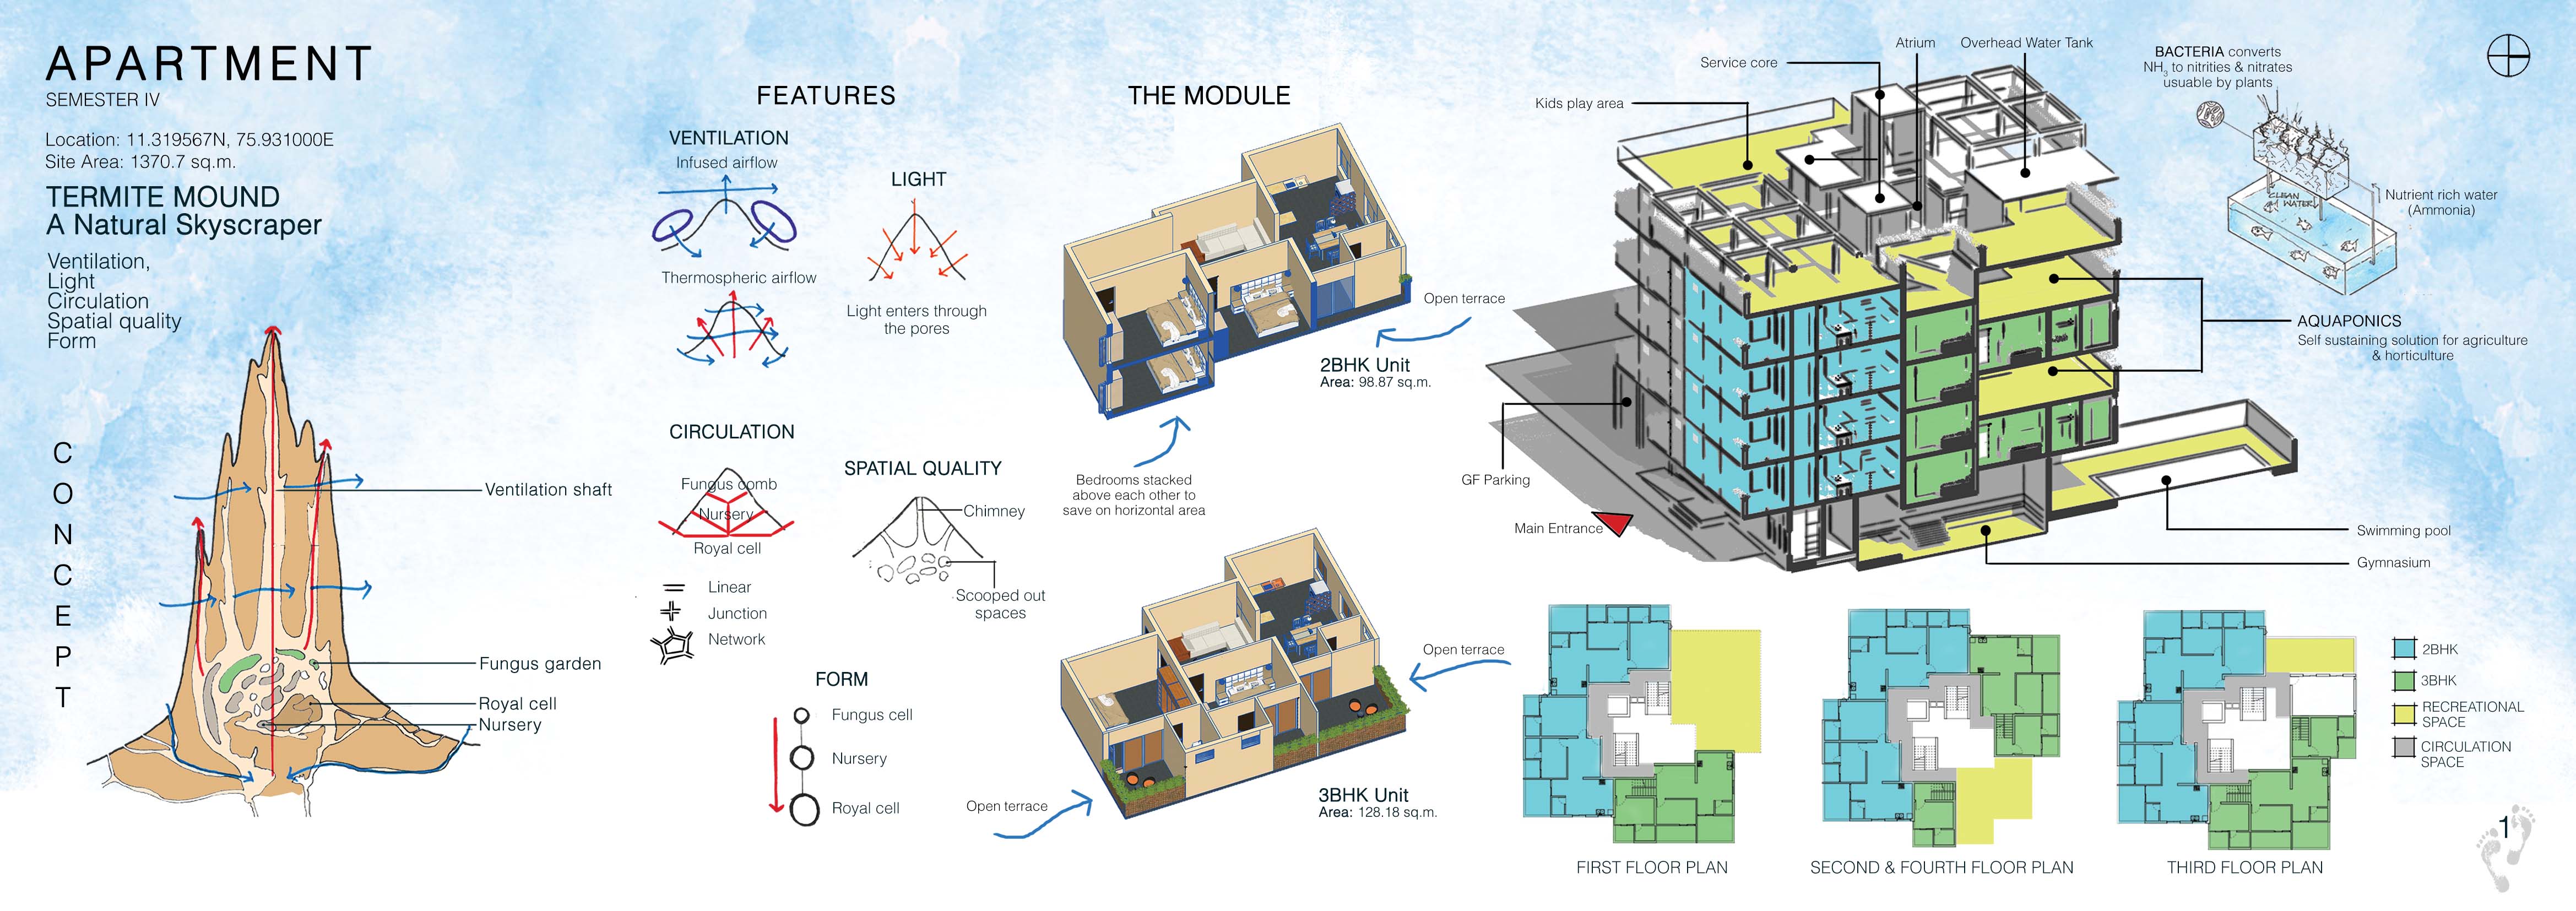 APARTMENT
SEMESTER IV
Location: 11.319567N, 75.931000E
Site Area: 1370.7 sq.m.
TERMITE MOUND
A Natural Skyscraper
Ventilation,
Light
Circulation
Spatial quality
Form
CONCEPT
Ventilation shaft
Fungus garden
Royal cell
Nursery
FEATURES
VENTILATION
Infused airflow
Thermospheric airflow
LIGHT
Light enters through
the pores
CIRCULATION
Fungus comb
Nursery
Royal cell
Linear
Junction
Network
SPATIAL QUALITY
Chimney
Scooped out
spaces
FORM
Fungus cell
Nursery
Royal cell
THE MODULE
Open terrace
2BHK Unit
Area: 98.87 sq.m.
Bedrooms stacked
above each other to
save on horizontal area
Open terrace
Open terrace
3BHK Unit
Area: 128.18 sq.m.
Atrium
Overhead Water Tank
Service core
Kids play area
GF Parking
Main Entrance
BACTERIA converts
NH3 to nitrities & nitrates
usuable by plants
CLEAN
WATER
Nutrient rich water
(Ammonia)
AQUAPONICS
Self sustaining solution for agriculture
& horticulture
Swimming pool
Gymnasium
FIRST FLOOR PLAN
SECOND & FOURTH FLOOR PLAN
THIRD FLOOR PLAN
2BHK
3BHK
RECREATIONAL
SPACE
CIRCULATION
SPACE
1